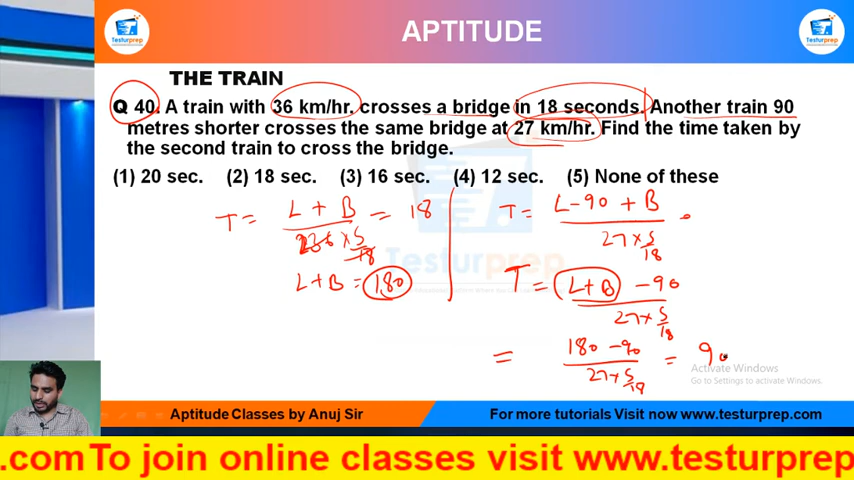 APTITUDE
Testurprep
Testurprep
THE TRAIN
Q 40. A train with 36 km/hr. crosses a bridge in 18 seconds. Another train 90
metres shorter crosses the same bridge at 27 km/hr. Find the time taken by
the second train to cross the bridge.
(1) 20 sec. (2) 18 sec. (3) 16 sec. (4) 12 sec. (5) None of these
T = L + B = 18
L+B = 180
T = L-90 + B
27 × 5/18
T = L+B - 90
27 × 5/18
= 180 - 90 = 90
27 × 5/18
Testurprep
Activate Windows
Go to Settings to activate Windows.
Aptitude Classes by Anuj Sir
For more tutorials Visit now www.testurprep.com
.com To join online classes visit www.testurprep